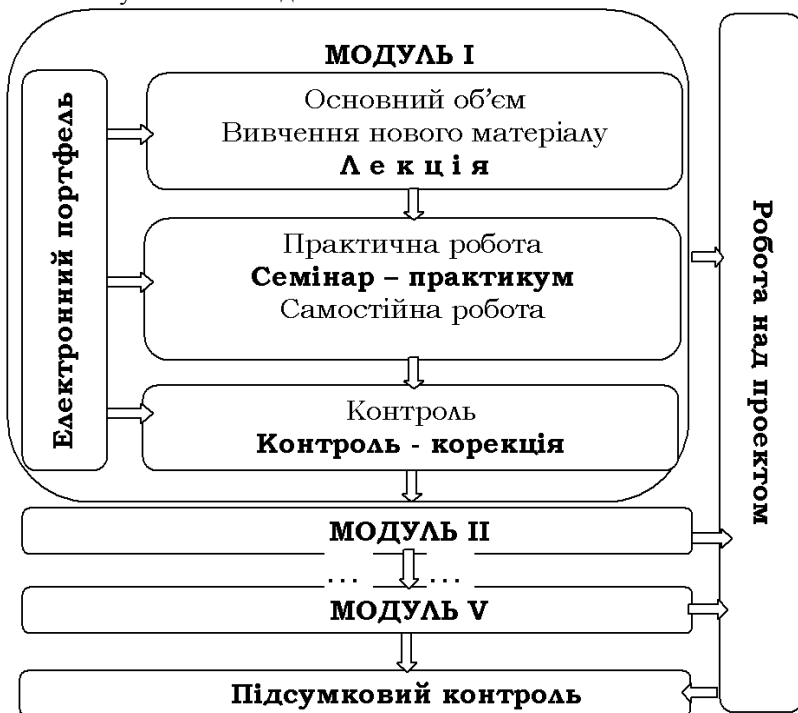 МОДУЛЬ І
Електронний портфель
Основний об’єм
Вивчення нового матеріалу
Л е к ц і я
Практична робота
Семінар – практикум
Самостійна робота
Контроль
Контроль - корекція
Робота над проектом
МОДУЛЬ ІІ
... ...
МОДУЛЬ V
Підсумковий контроль